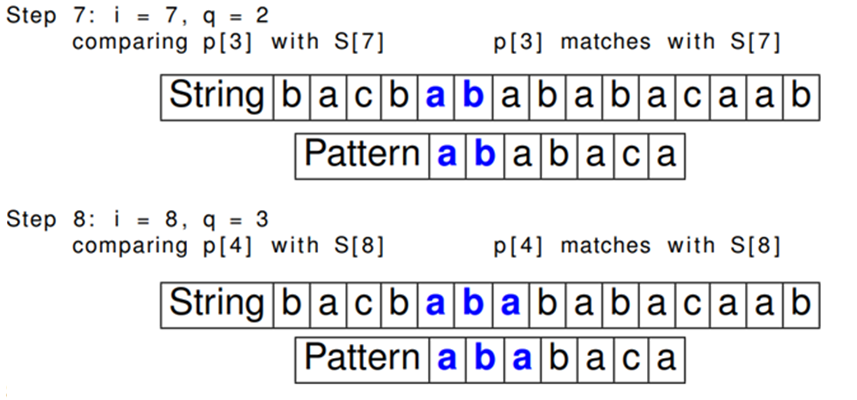 Step 7: i = 7, q = 2
comparing p[3] with S[7] p[3] matches with S[7]
String b a c b a b a b a b a c a a b
Pattern a b a b a c a
Step 8: i = 8, q = 3
comparing p[4] with S[8] p[4] matches with S[8]
String b a c b a b a b a b a c a a b
Pattern a b a b a c a